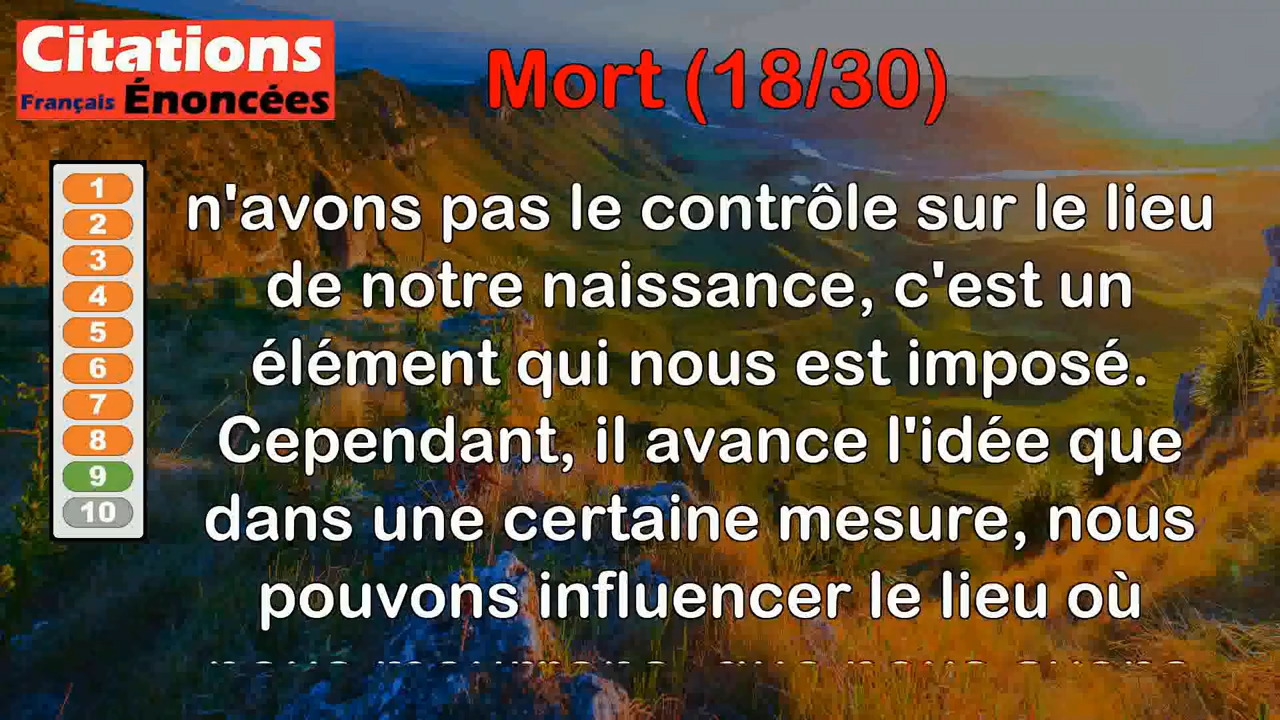 Citations
Français Énoncées
Mort (18/30)
1
2
3
4
5
6
7
8
9
10
n'avons pas le contrôle sur le lieu
de notre naissance, c'est un
élément qui nous est imposé.
Cependant, il avance l'idée que
dans une certaine mesure, nous
pouvons influencer le lieu où